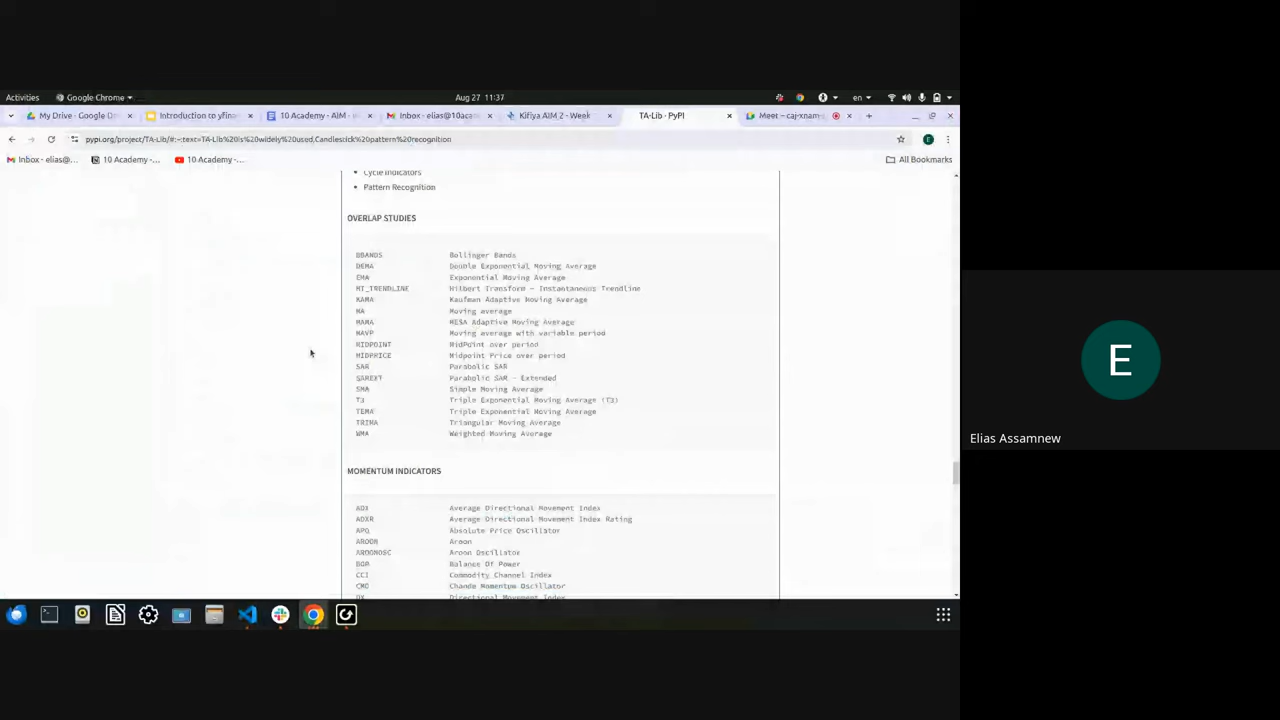 Activities
Google Chrome
Aug 27 11:37
en
My Drive - Google D
Introduction to yfinan
10 Academy - AIM -
Inbox - elias@10acade
Kifiya AIM 2 - Week
TA-Lib · PyPI
Meet – caj-xnam-
pypi.org/project/TA-Lib/#:~:text=TA-Lib%20is%20widely%20used,Candlestick%20pattern%20recognition
E
Inbox - elias@...
10 Academy -...
10 Academy -...
All Bookmarks
Cycle Indicators
Pattern Recognition
OVERLAP STUDIES
BBANDS Bollinger Bands
DEMA Double Exponential Moving Average
EMA Exponential Moving Average
HT_TRENDLINE Hilbert Transform - Instantaneous Trendline
KAMA Kaufman Adaptive Moving Average
MA Moving average
MAMA MESA Adaptive Moving Average
MAVP Moving average with variable period
MIDPOINT MidPoint over period
MIDPRICE Midpoint Price over period
SAR Parabolic SAR
SAREXT Parabolic SAR - Extended
SMA Simple Moving Average
T3 Triple Exponential Moving Average (T3)
TEMA Triple Exponential Moving Average
TRIMA Triangular Moving Average
WMA Weighted Moving Average
MOMENTUM INDICATORS
ADX Average Directional Movement Index
ADXR Average Directional Movement Index Rating
APO Absolute Price Oscillator
AROON Aroon
AROONOSC Aroon Oscillator
BOP Balance Of Power
CCI Commodity Channel Index
CMO Chande Momentum Oscillator
DX Directional Movement Index
E
Elias Assamnew